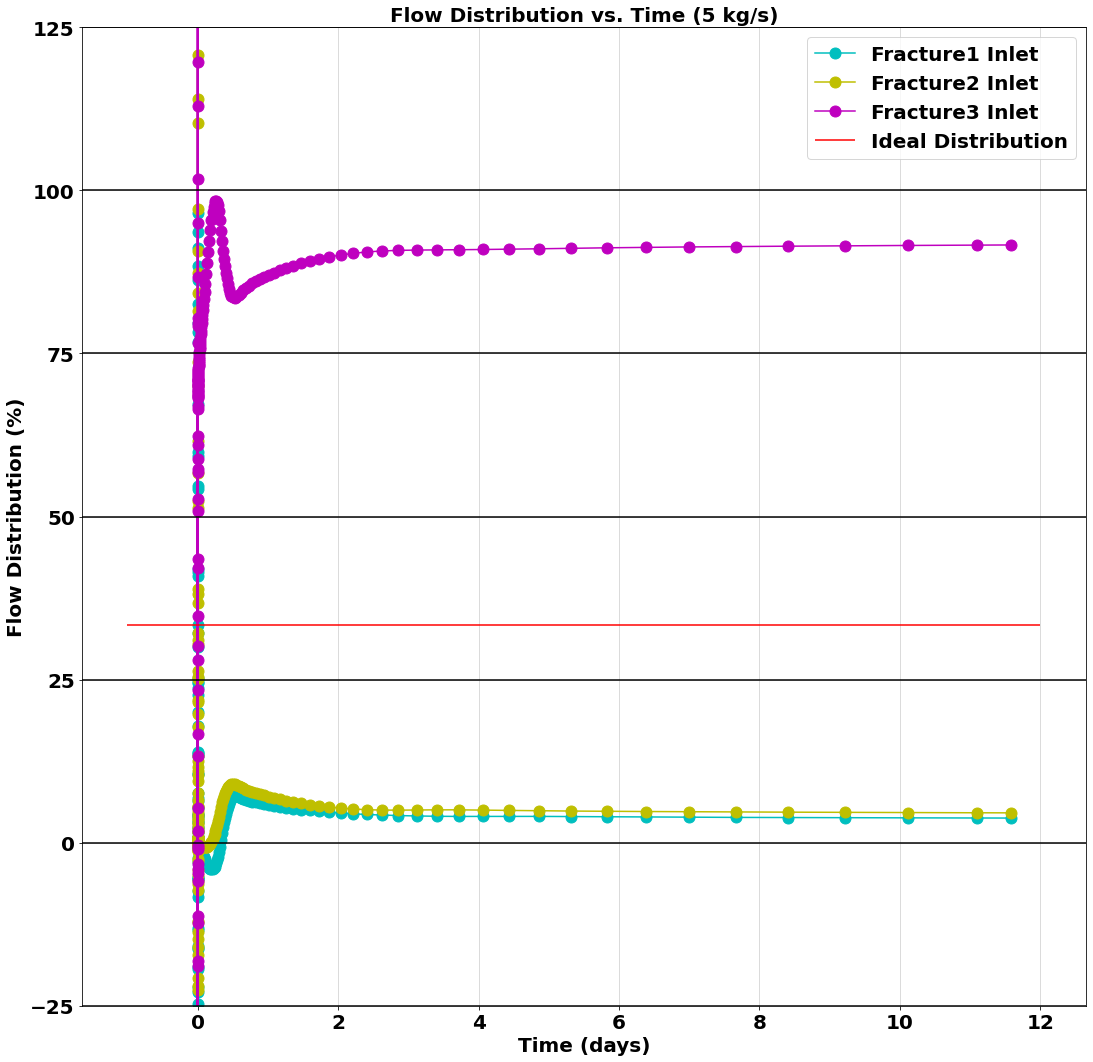 Flow Distribution vs. Time (5 kg/s)
Fracture1 Inlet
Fracture2 Inlet
Fracture3 Inlet
Ideal Distribution
Flow Distribution (%)
125
100
75
50
25
0
−25
0 2 4 6 8 10 12
Time (days)